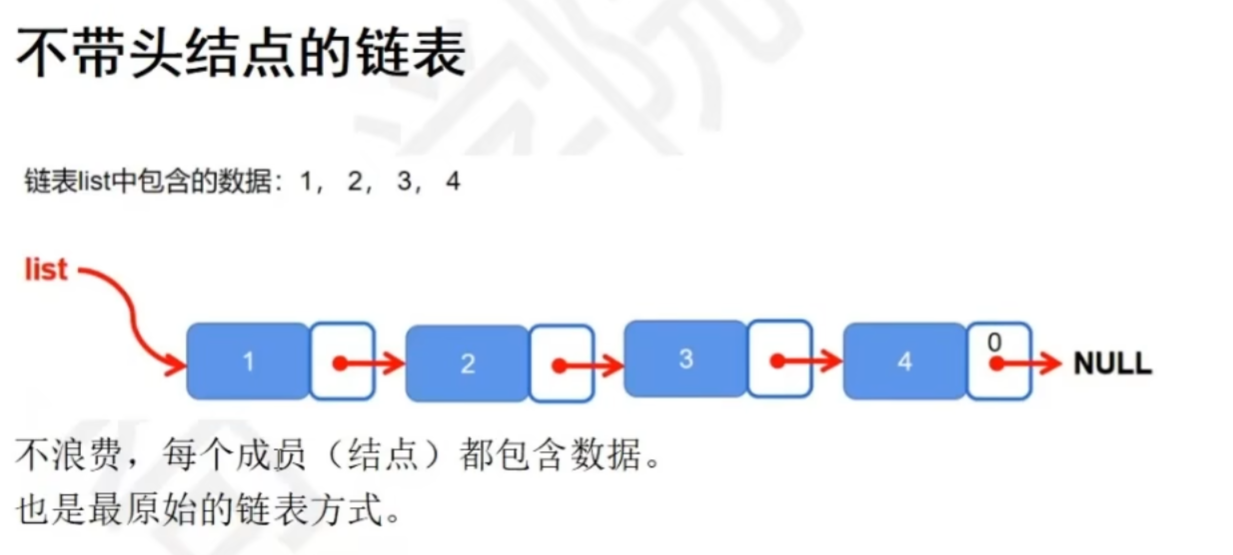 不带头结点的链表
链表list中包含的数据：1， 2， 3， 4
list
1 2 3 4 0 NULL
不浪费，每个成员（结点）都包含数据。
也是最原始的链表方式。